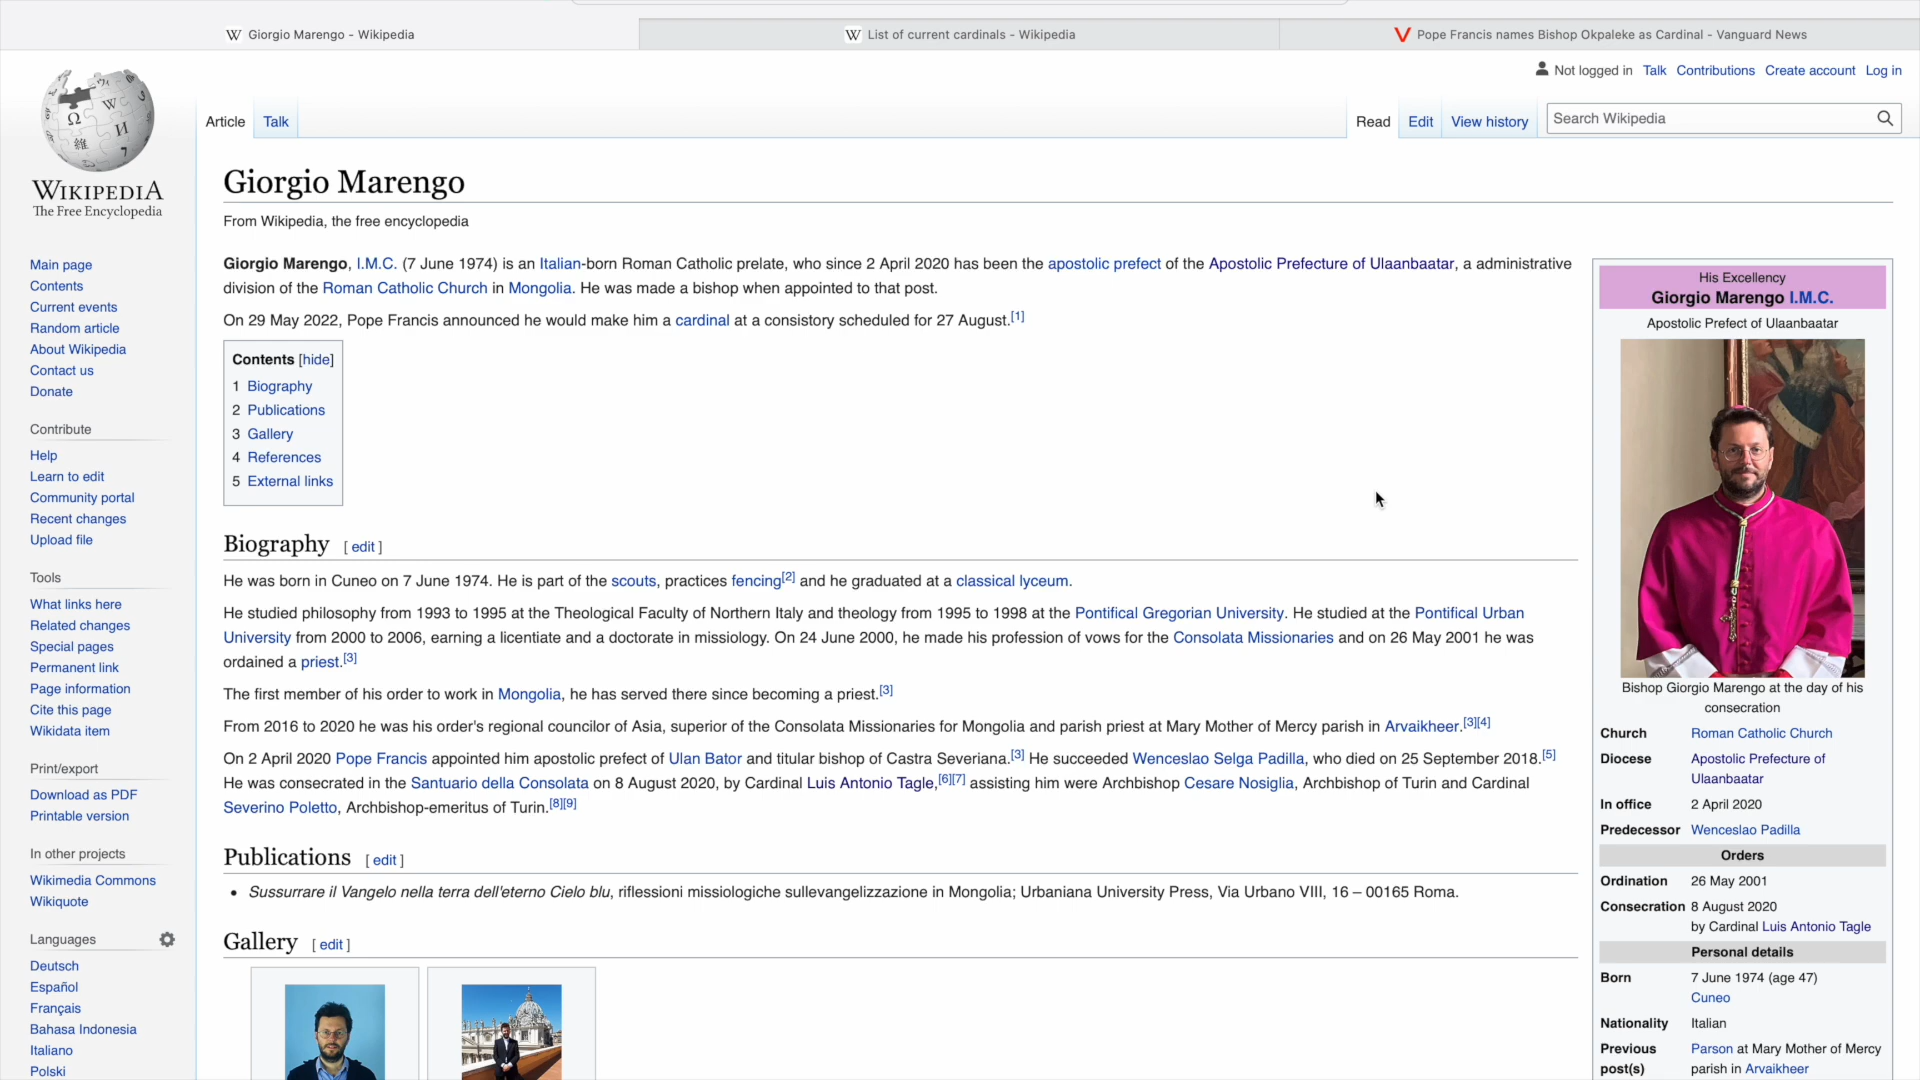 Giorgio Marengo - Wikipedia
List of current cardinals - Wikipedia
Pope Francis names Bishop Okpaleke as Cardinal - Vanguard News
Not logged in Talk Contributions Create account Log in
WIKIPEDIA
The Free Encyclopedia
Article Talk
Read Edit View history
Search Wikipedia
Main page
Contents
Current events
Random article
About Wikipedia
Contact us
Donate
Contribute
Help
Learn to edit
Community portal
Recent changes
Upload file
Tools
What links here
Related changes
Special pages
Permanent link
Page information
Cite this page
Wikidata item
Print/export
Download as PDF
Printable version
In other projects
Wikimedia Commons
Wikiquote
Languages
Deutsch
Español
Français
Bahasa Indonesia
Italiano
Polski
Giorgio Marengo
From Wikipedia, the free encyclopedia
Giorgio Marengo, I.M.C. (7 June 1974) is an Italian-born Roman Catholic prelate, who since 2 April 2020 has been the apostolic prefect of the Apostolic Prefecture of Ulaanbaatar, a administrative
division of the Roman Catholic Church in Mongolia. He was made a bishop when appointed to that post.
On 29 May 2022, Pope Francis announced he would make him a cardinal at a consistory scheduled for 27 August.[1]
Contents [hide]
1 Biography
2 Publications
3 Gallery
4 References
5 External links
Biography [ edit ]
He was born in Cuneo on 7 June 1974. He is part of the scouts, practices fencing[2] and he graduated at a classical lyceum.
He studied philosophy from 1993 to 1995 at the Theological Faculty of Northern Italy and theology from 1995 to 1998 at the Pontifical Gregorian University. He studied at the Pontifical Urban
University from 2000 to 2006, earning a licentiate and a doctorate in missiology. On 24 June 2000, he made his profession of vows for the Consolata Missionaries and on 26 May 2001 he was
ordained a priest.[3]
The first member of his order to work in Mongolia, he has served there since becoming a priest.[3]
From 2016 to 2020 he was his order's regional councilor of Asia, superior of the Consolata Missionaries for Mongolia and parish priest at Mary Mother of Mercy parish in Arvaikheer.[3][4]
On 2 April 2020 Pope Francis appointed him apostolic prefect of Ulan Bator and titular bishop of Castra Severiana.[3] He succeeded Wenceslao Selga Padilla, who died on 25 September 2018.[5]
He was consecrated in the Santuario della Consolata on 8 August 2020, by Cardinal Luis Antonio Tagle,[6][7] assisting him were Archbishop Cesare Nosiglia, Archbishop of Turin and Cardinal
Severino Poletto, Archbishop-emeritus of Turin.[8][9]
Publications [ edit ]
• Sussurrare il Vangelo nella terra dell'eterno Cielo blu, riflessioni missiologiche sullevangelizzazione in Mongolia; Urbaniana University Press, Via Urbano VIII, 16 – 00165 Roma.
Gallery [ edit ]
His Excellency
Giorgio Marengo I.M.C.
Apostolic Prefect of Ulaanbaatar
Bishop Giorgio Marengo at the day of his
consecration
Church Roman Catholic Church
Diocese Apostolic Prefecture of
Ulaanbaatar
In office 2 April 2020
Predecessor Wenceslao Padilla
Orders
Ordination 26 May 2001
Consecration 8 August 2020
by Cardinal Luis Antonio Tagle
Personal details
Born 7 June 1974 (age 47)
Cuneo
Nationality Italian
Previous Parson at Mary Mother of Mercy
post(s) parish in Arvaikheer